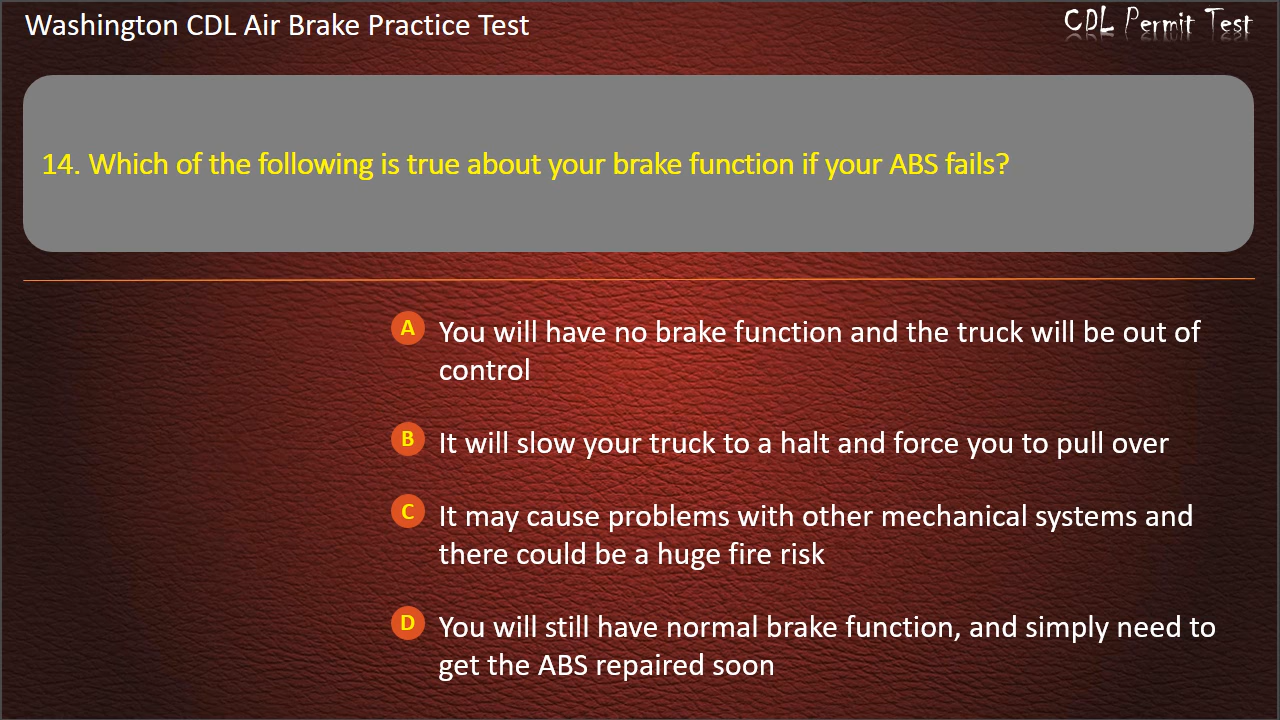 Washington CDL Air Brake Practice Test
CDL Permit Test
14. Which of the following is true about your brake function if your ABS fails?
A You will have no brake function and the truck will be out of
control
B It will slow your truck to a halt and force you to pull over
C It may cause problems with other mechanical systems and
there could be a huge fire risk
D You will still have normal brake function, and simply need to
get the ABS repaired soon